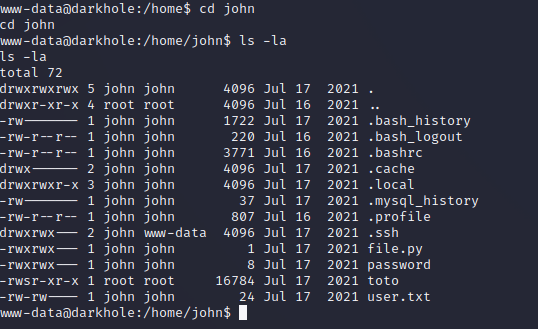 www-data@darkhole:/home$ cd john
cd john
www-data@darkhole:/home/john$ ls -la
ls -la
total 72
drwxrwxrwx 5 john john      4096 Jul 17  2021 .
drwxr-xr-x 4 root root      4096 Jul 16  2021 ..
-rw------- 1 john john      1722 Jul 17  2021 .bash_history
-rw-r--r-- 1 john john       220 Jul 16  2021 .bash_logout
-rw-r--r-- 1 john john      3771 Jul 16  2021 .bashrc
drwx------ 2 john john      4096 Jul 17  2021 .cache
drwxrwxr-x 3 john john      4096 Jul 17  2021 .local
-rw------- 1 john john        37 Jul 17  2021 .mysql_history
-rw-r--r-- 1 john john       807 Jul 16  2021 .profile
drwxrwx--- 2 john www-data  4096 Jul 17  2021 .ssh
-rwxrwx--- 1 john john         1 Jul 17  2021 file.py
-rwxrwx--- 1 john john         8 Jul 17  2021 password
-rwsr-xr-x 1 root root     16784 Jul 17  2021 toto
-rw-rw---- 1 john john        24 Jul 17  2021 user.txt
www-data@darkhole:/home/john$